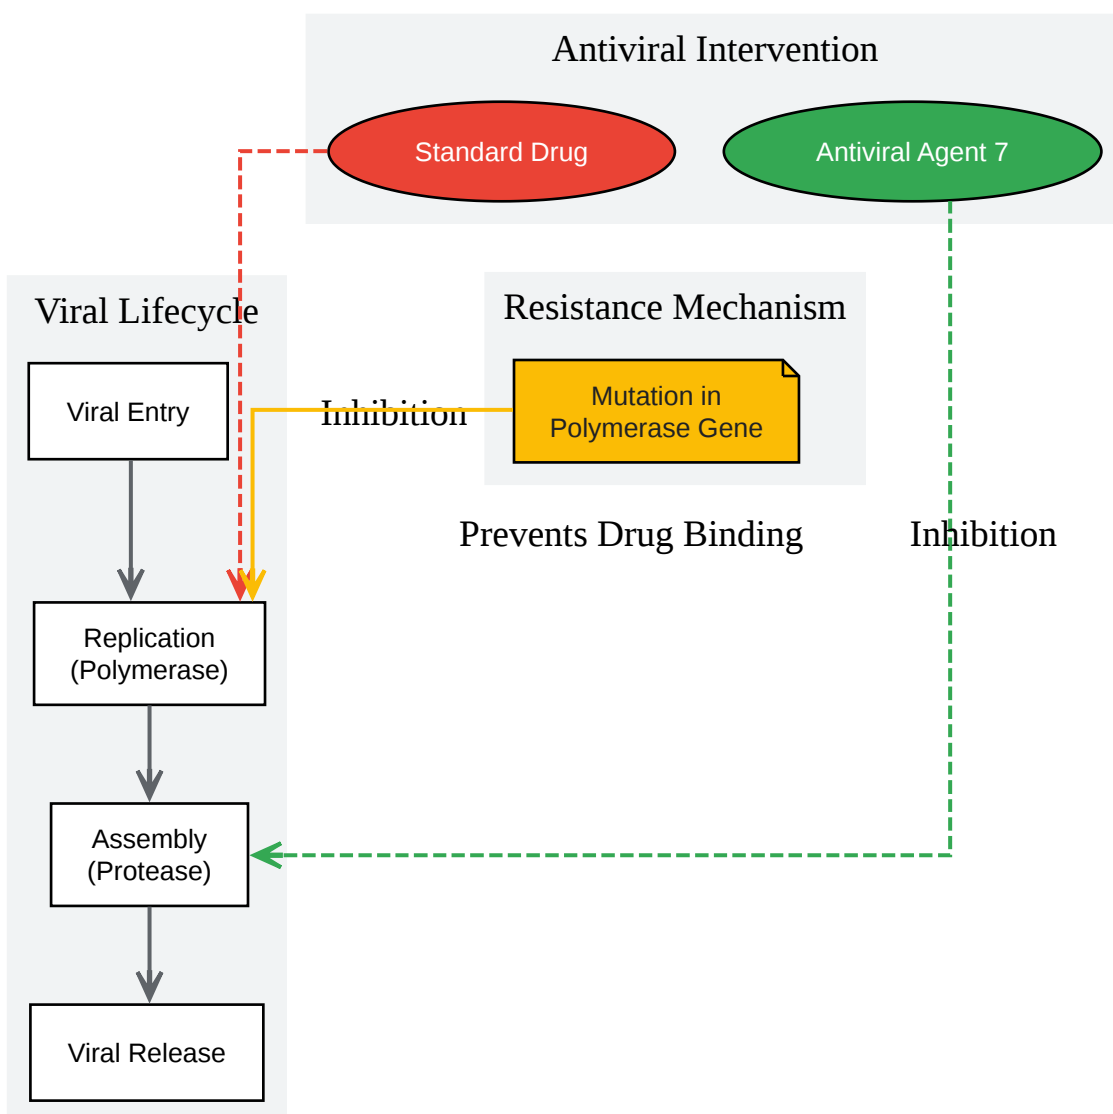 Antiviral Intervention
Standard Drug
Antiviral Agent 7
Viral Lifecycle
Resistance Mechanism
Viral Entry
Inhibition
Mutation in
Polymerase Gene
Prevents Drug Binding
Inhibition
Replication
(Polymerase)
Assembly
(Protease)
Viral Release